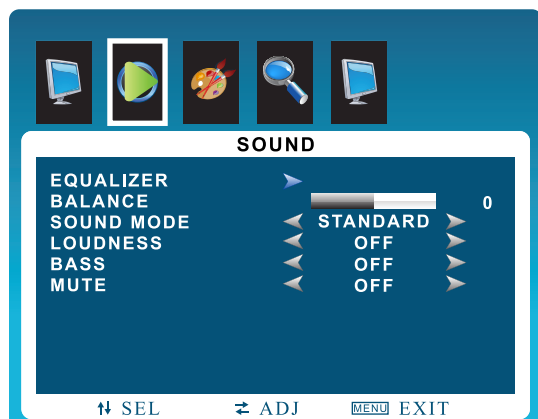 SOUND
EQUALIZER
BALANCE 0
SOUND MODE STANDARD
LOUDNESS OFF
BASS OFF
MUTE OFF
SEL ADJ MENU EXIT